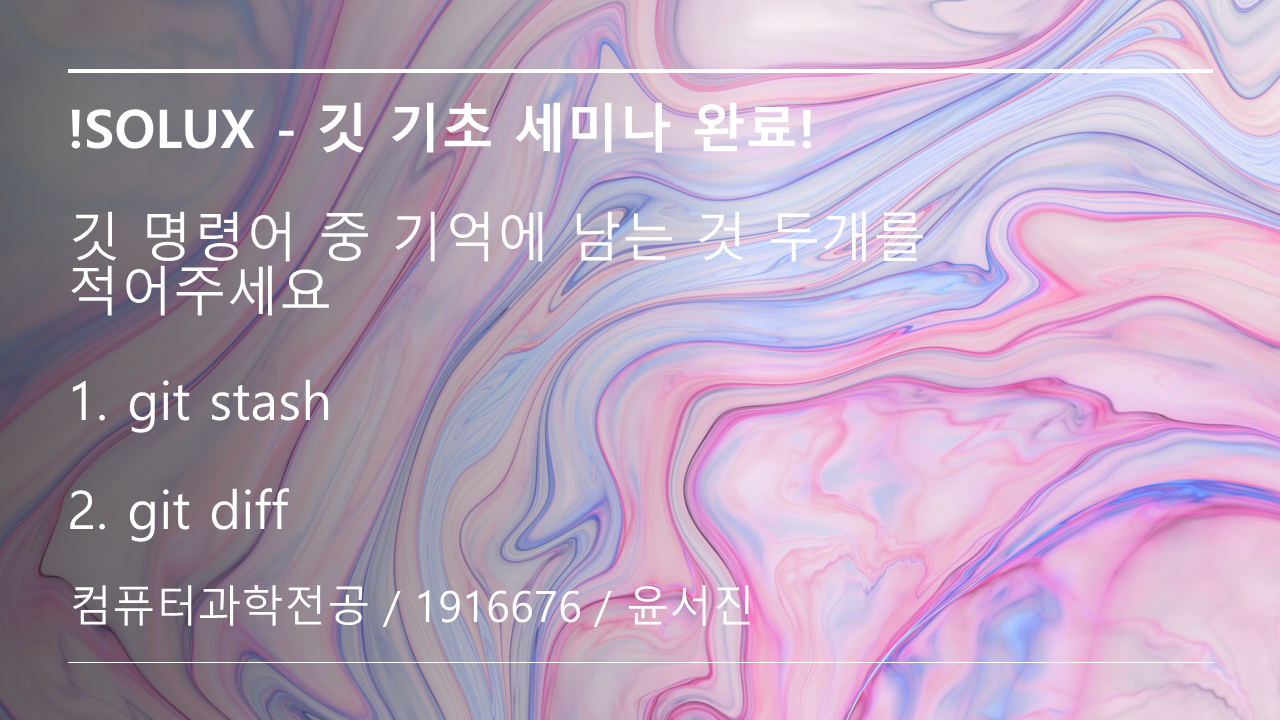 !SOLUX - 깃 기초 세미나 완료!
깃 명령어 중 기억에 남는 것 두개를
적어주세요
1. git stash
2. git diff
컴퓨터과학전공 / 1916676 / 윤서진